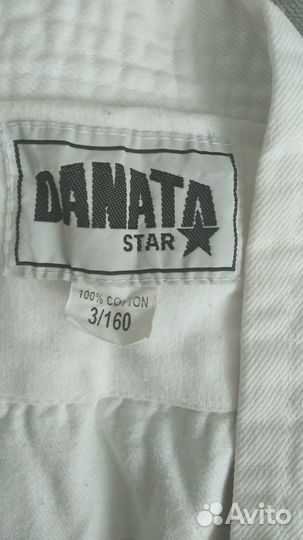 DANATA
STAR
100% COTTON
3/160
Avito